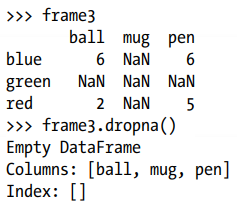 >>> frame3
       ball  mug  pen
blue      6  NaN    6
green   NaN  NaN  NaN
red       2  NaN    5
>>> frame3.dropna()
Empty DataFrame
Columns: [ball, mug, pen]
Index: []